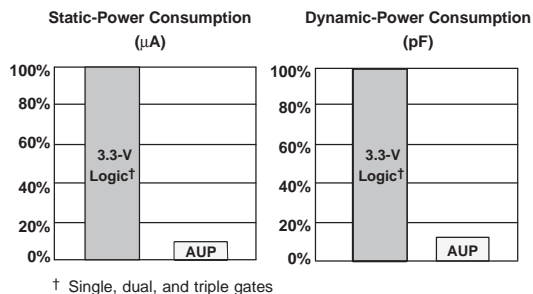 Static-Power Consumption
(μA)
100%
80%
60%
40%
20%
0%
3.3-V
Logic†
AUP
Dynamic-Power Consumption
(pF)
100%
80%
60%
40%
20%
0%
3.3-V
Logic†
AUP
† Single, dual, and triple gates